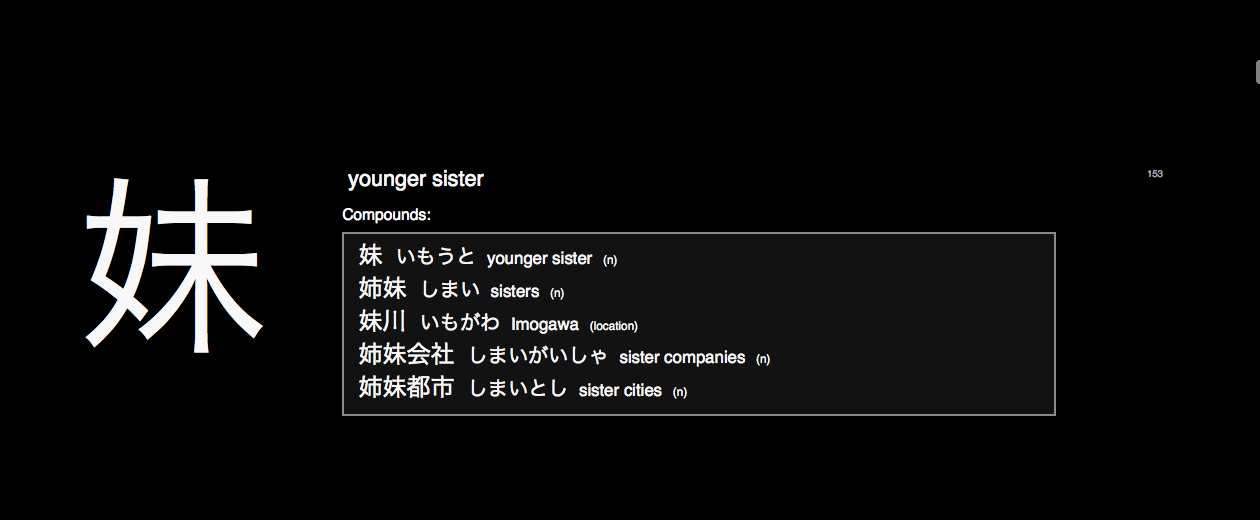 妹
younger sister
153
Compounds:
妹 いもうと younger sister (n)
姉妹 しまい sisters (n)
妹川 いもがわ Imogawa (location)
姉妹会社 しまいがいしゃ sister companies (n)
姉妹都市 しまいとし sister cities (n)